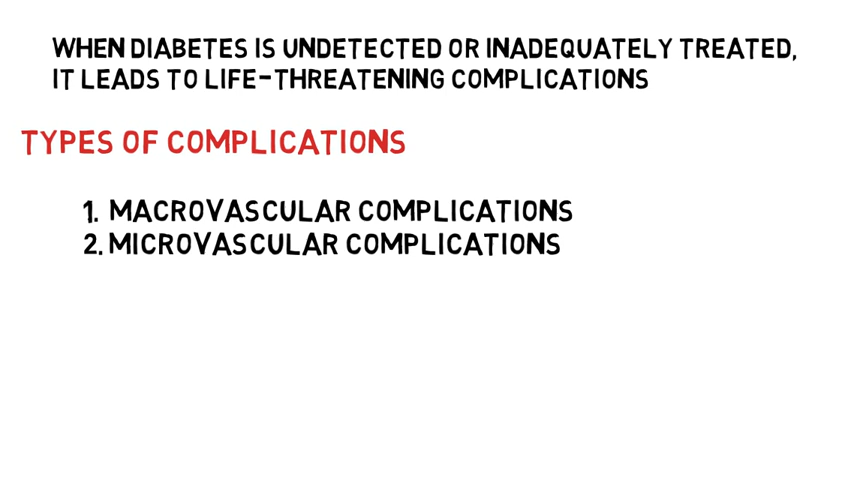 WHEN DIABETES IS UNDETECTED OR INADEQUATELY TREATED,
IT LEADS TO LIFE-THREATENING COMPLICATIONS
TYPES OF COMPLICATIONS
1. MACROVASCULAR COMPLICATIONS
2. MICROVASCULAR COMPLICATIONS